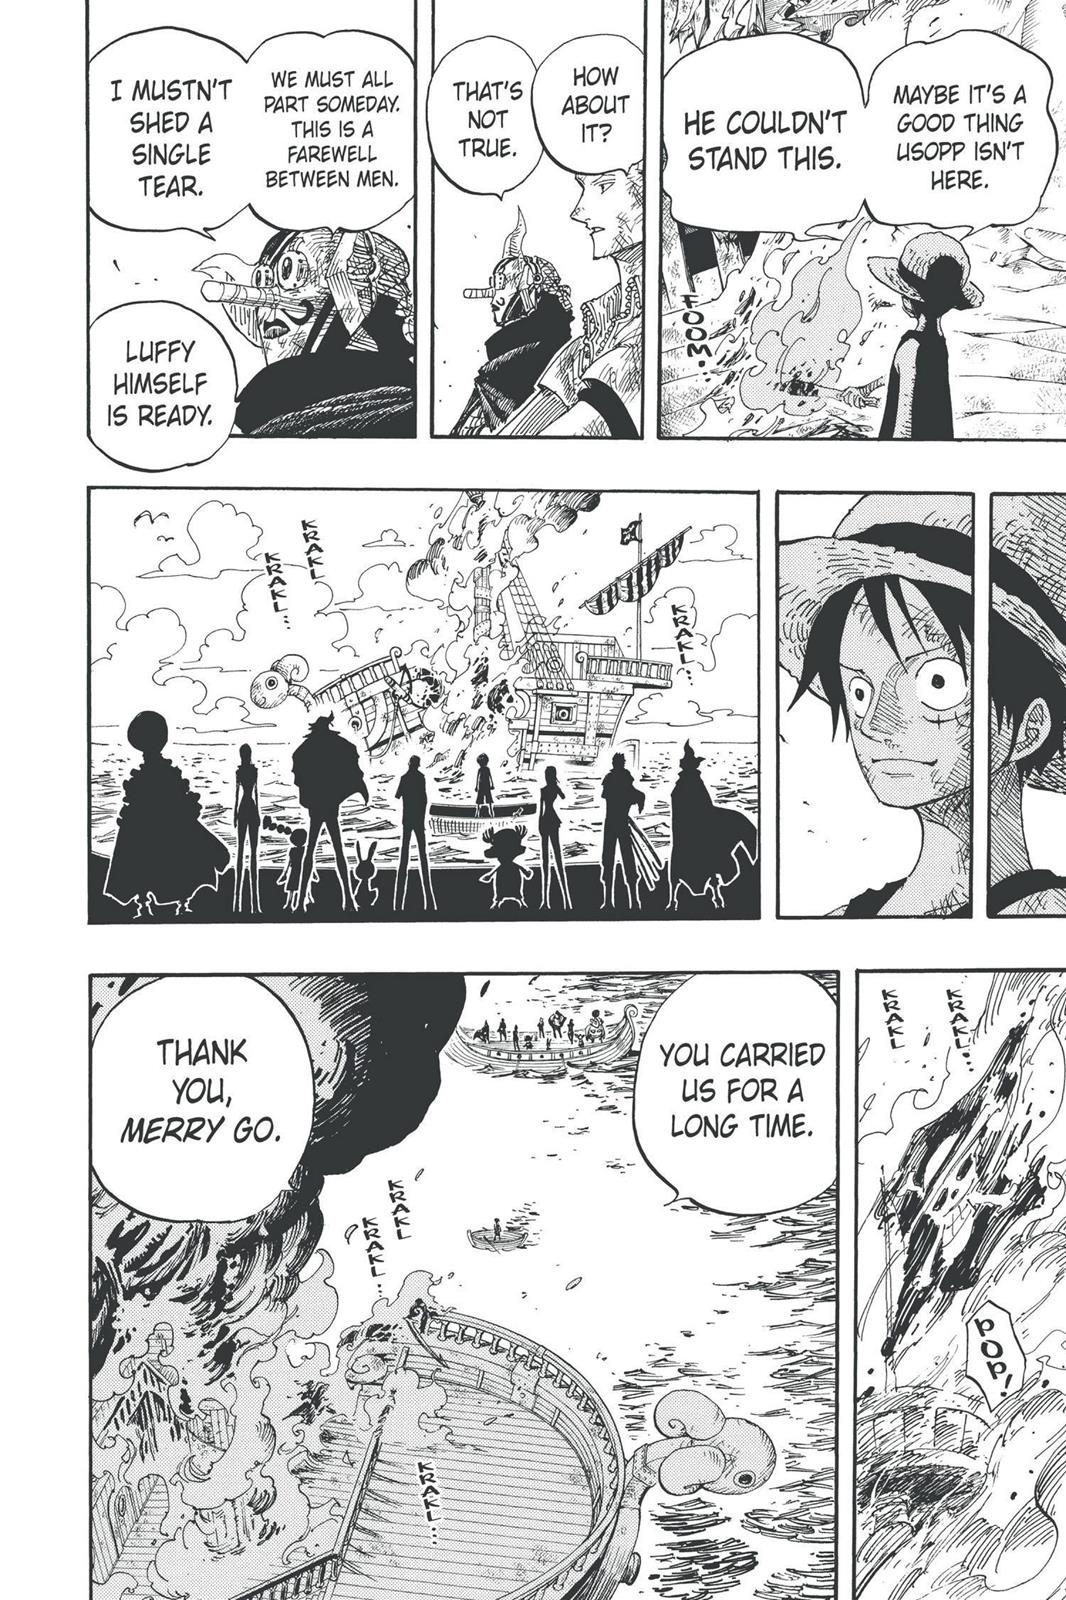 MAYBE IT'S A
GOOD THING
USOPP ISN'T
HERE.
HE COULDN'T
STAND THIS.
FOOM...
HOW
ABOUT
IT?
THAT'S
NOT
TRUE.
WE MUST ALL
PART SOMEDAY.
THIS IS A
FAREWELL
BETWEEN MEN.
I MUSTN'T
SHED A
SINGLE
TEAR.
LUFFY
HIMSELF
IS READY.
KRAKL...
KRAKL
KRAKL...
KRAKL...
KRAKL
POP!
YOU CARRIED
US FOR A
LONG TIME.
THANK
YOU,
MERRY GO.
KRAKL
KRAKL...
KRAKL...